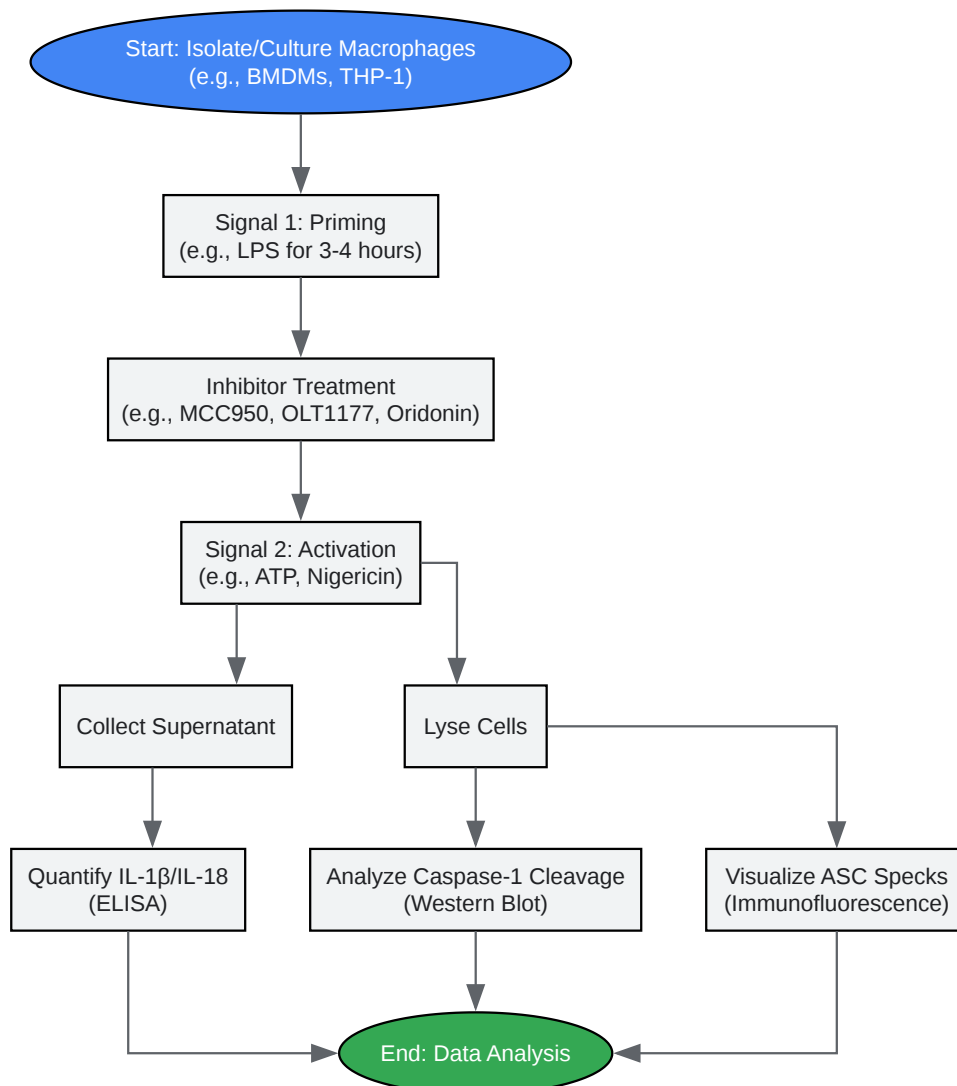 Start: Isolate/Culture Macrophages
(e.g., BMDMs, THP-1)
Signal 1: Priming
(e.g., LPS for 3-4 hours)
Inhibitor Treatment
(e.g., MCC950, OLT1177, Oridonin)
Signal 2: Activation
(e.g., ATP, Nigericin)
Collect Supernatant
Lyse Cells
Quantify IL-1β/IL-18
(ELISA)
Analyze Caspase-1 Cleavage
(Western Blot)
Visualize ASC Specks
(Immunofluorescence)
End: Data Analysis